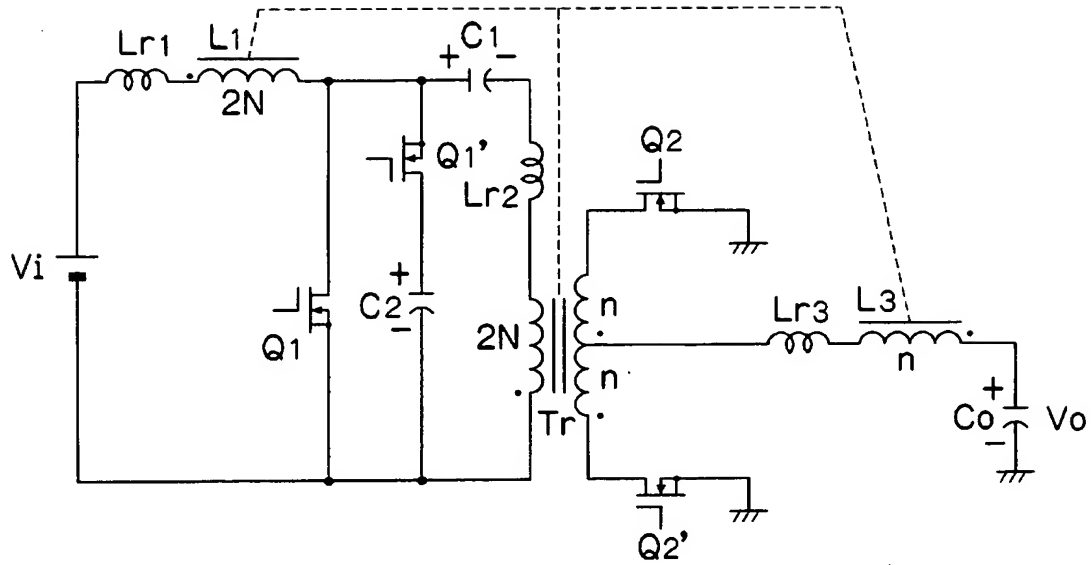 Lr1
L1
2N
+
C1
-
Q1'
Lr2
Q2
Vi
Q1
+
C2
-
2N
Tr
n
n
Lr3
L3
n
+
Co
-
Vo
Q2'